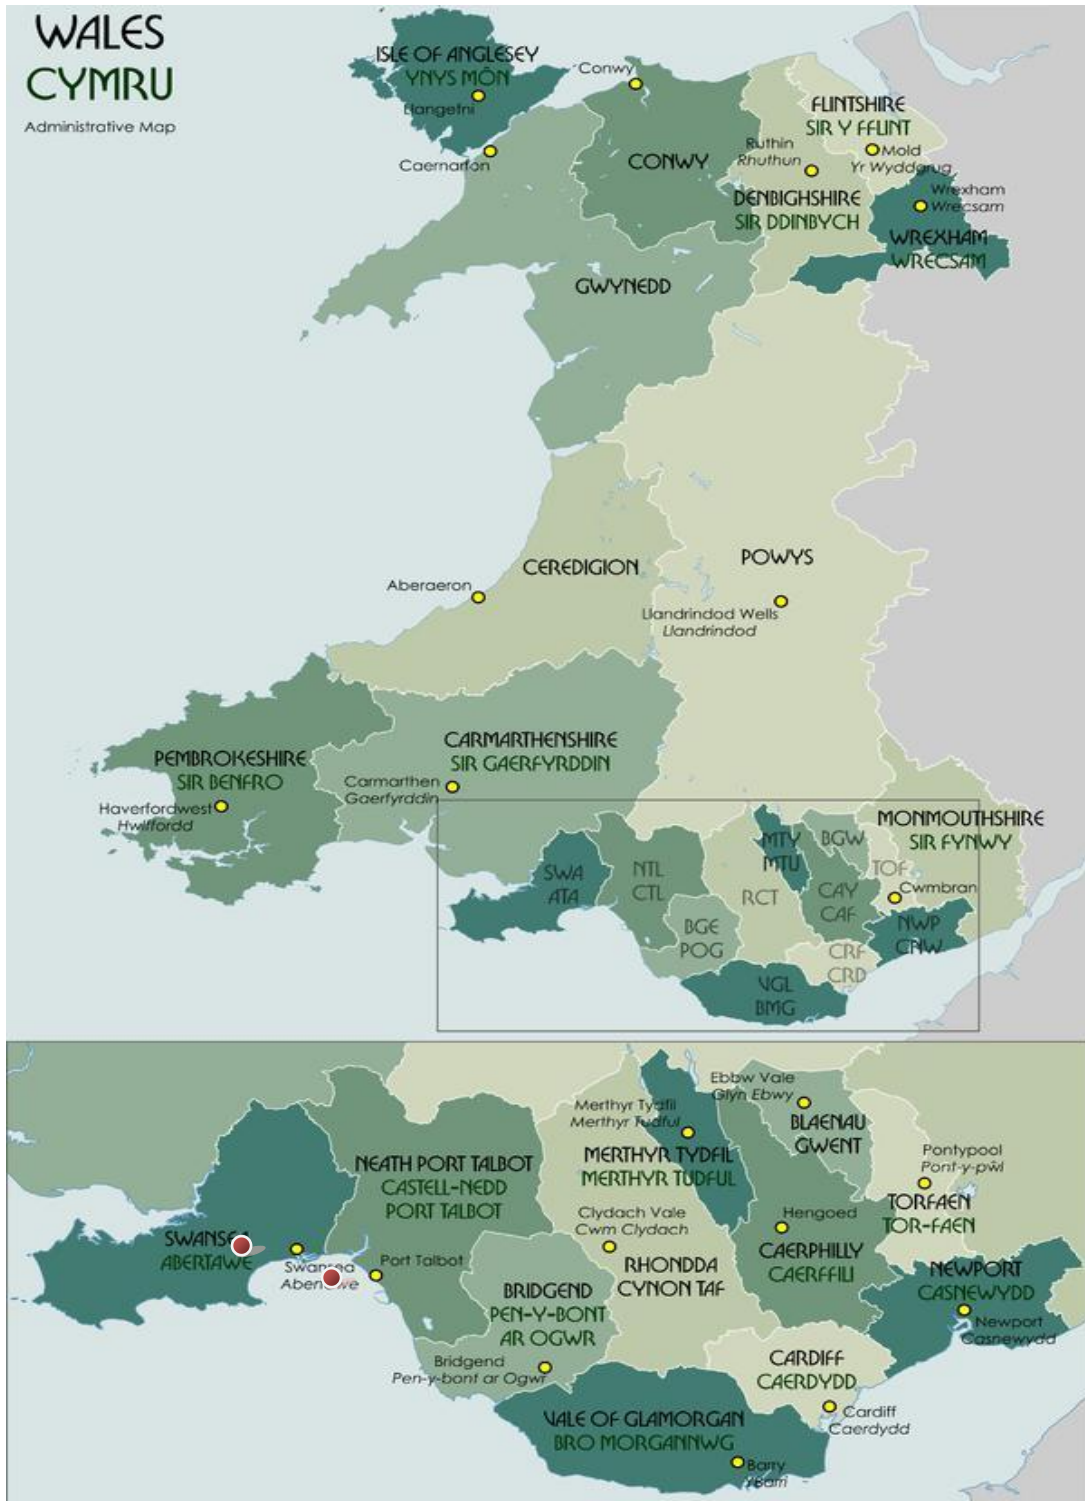 WALES
CYMRU
Administrative Map
ISLE OF ANGLESEY
YNYS MÔN
Llangefni
Conwy
Caernarfon
CONWY
FLINTSHIRE
SIR Y FFLINT
Mold
Yr Wyddgrug
Ruthin
Rhuthun
DENBIGHSHIRE
SIR DDINBYCH
Wrexham
Wrecsam
WREXHAM
WRECSAM
GWYNEDD
CEREDIGION
Aberaeron
POWYS
Llandrindod Wells
Llandrindod
PEMBROKESHIRE
SIR BENFRO
Haverfordwest
Hwlffordd
CARMARTHENSHIRE
SIR GAERFYRDDIN
Carmarthen
Gaerfyrddin
MONMOUTHSHIRE
SIR FYNWY
Cwmbran
SWA
ATA
NTL
CTL
BGE
POG
RCT
MTY
MTU
BGW
CAY
CAF
TOF
NWP
CNW
CRF
CRD
VGL
BMG
Ebbw Vale
Glyn Ebwy
BLAENAU
GWENT
Merthyr Tydfil
Merthyr Tudful
MERTHYR TYDFIL
MERTHYR TUDFUL
NEATH PORT TALBOT
CASTELL-NEDD
PORT TALBOT
Pontypool
Pont-y-pŵl
TORFAEN
TOR-FAEN
Clydach Vale
Cwm Clydach
RHONDDA
CYNON TAF
Hengoed
CAERPHILLY
CAERFFILI
ABERTAWE
Swansea
Port Talbot
BRIDGEND
PEN-Y-BONT
AR OGWR
Bridgend
Pen-y-bont ar Ogwr
NEWPORT
CASNEWYDD
Newport
Casnewydd
CARDIFF
CAERDYDD
Cardiff
Caerdydd
VALE OF GLAMORGAN
BRO MORGANNWG
Barry
Y Barri